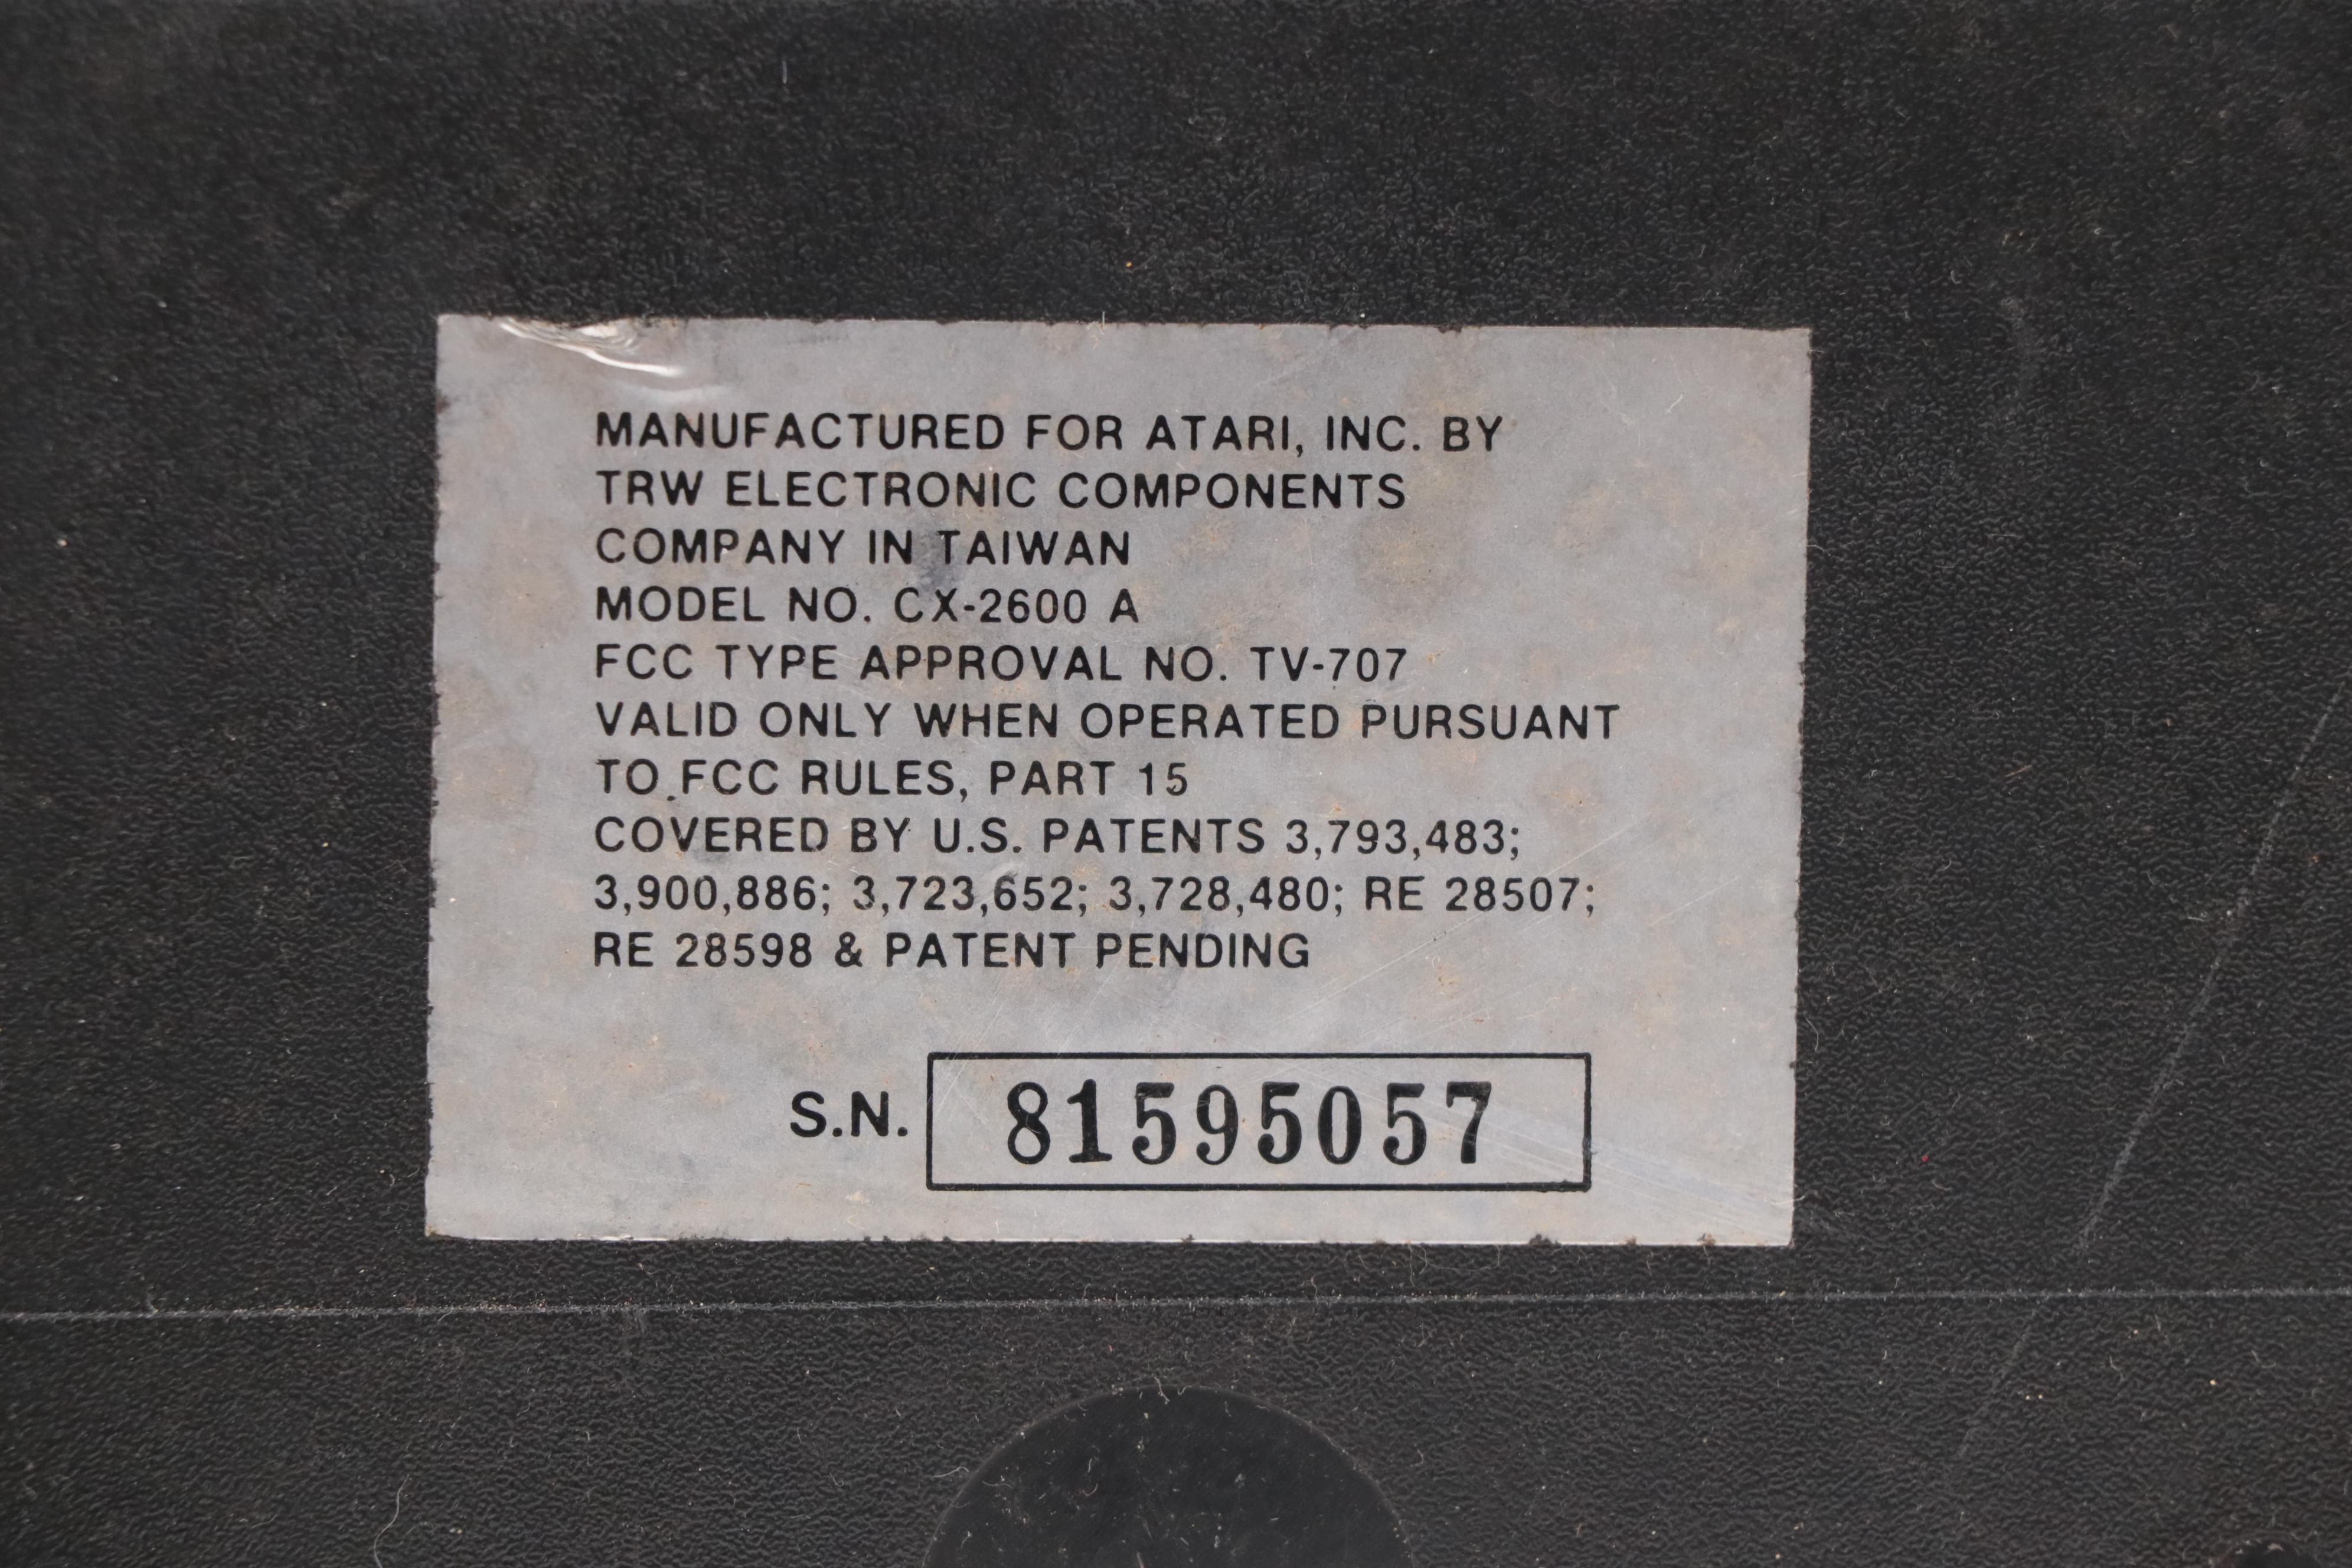 MANUFACTURED FOR ATARI, INC. BY
TRW ELECTRONIC COMPONENTS
COMPANY IN TAIWAN
MODEL NO. CX-2600 A
FCC TYPE APPROVAL NO. TV-707
VALID ONLY WHEN OPERATED PURSUANT
TO FCC RULES, PART 15
COVERED BY U.S. PATENTS 3,793,483;
3,900,886; 3,723,652; 3,728,480; RE 28507;
RE 28598 & PATENT PENDING
S.N. 81595057